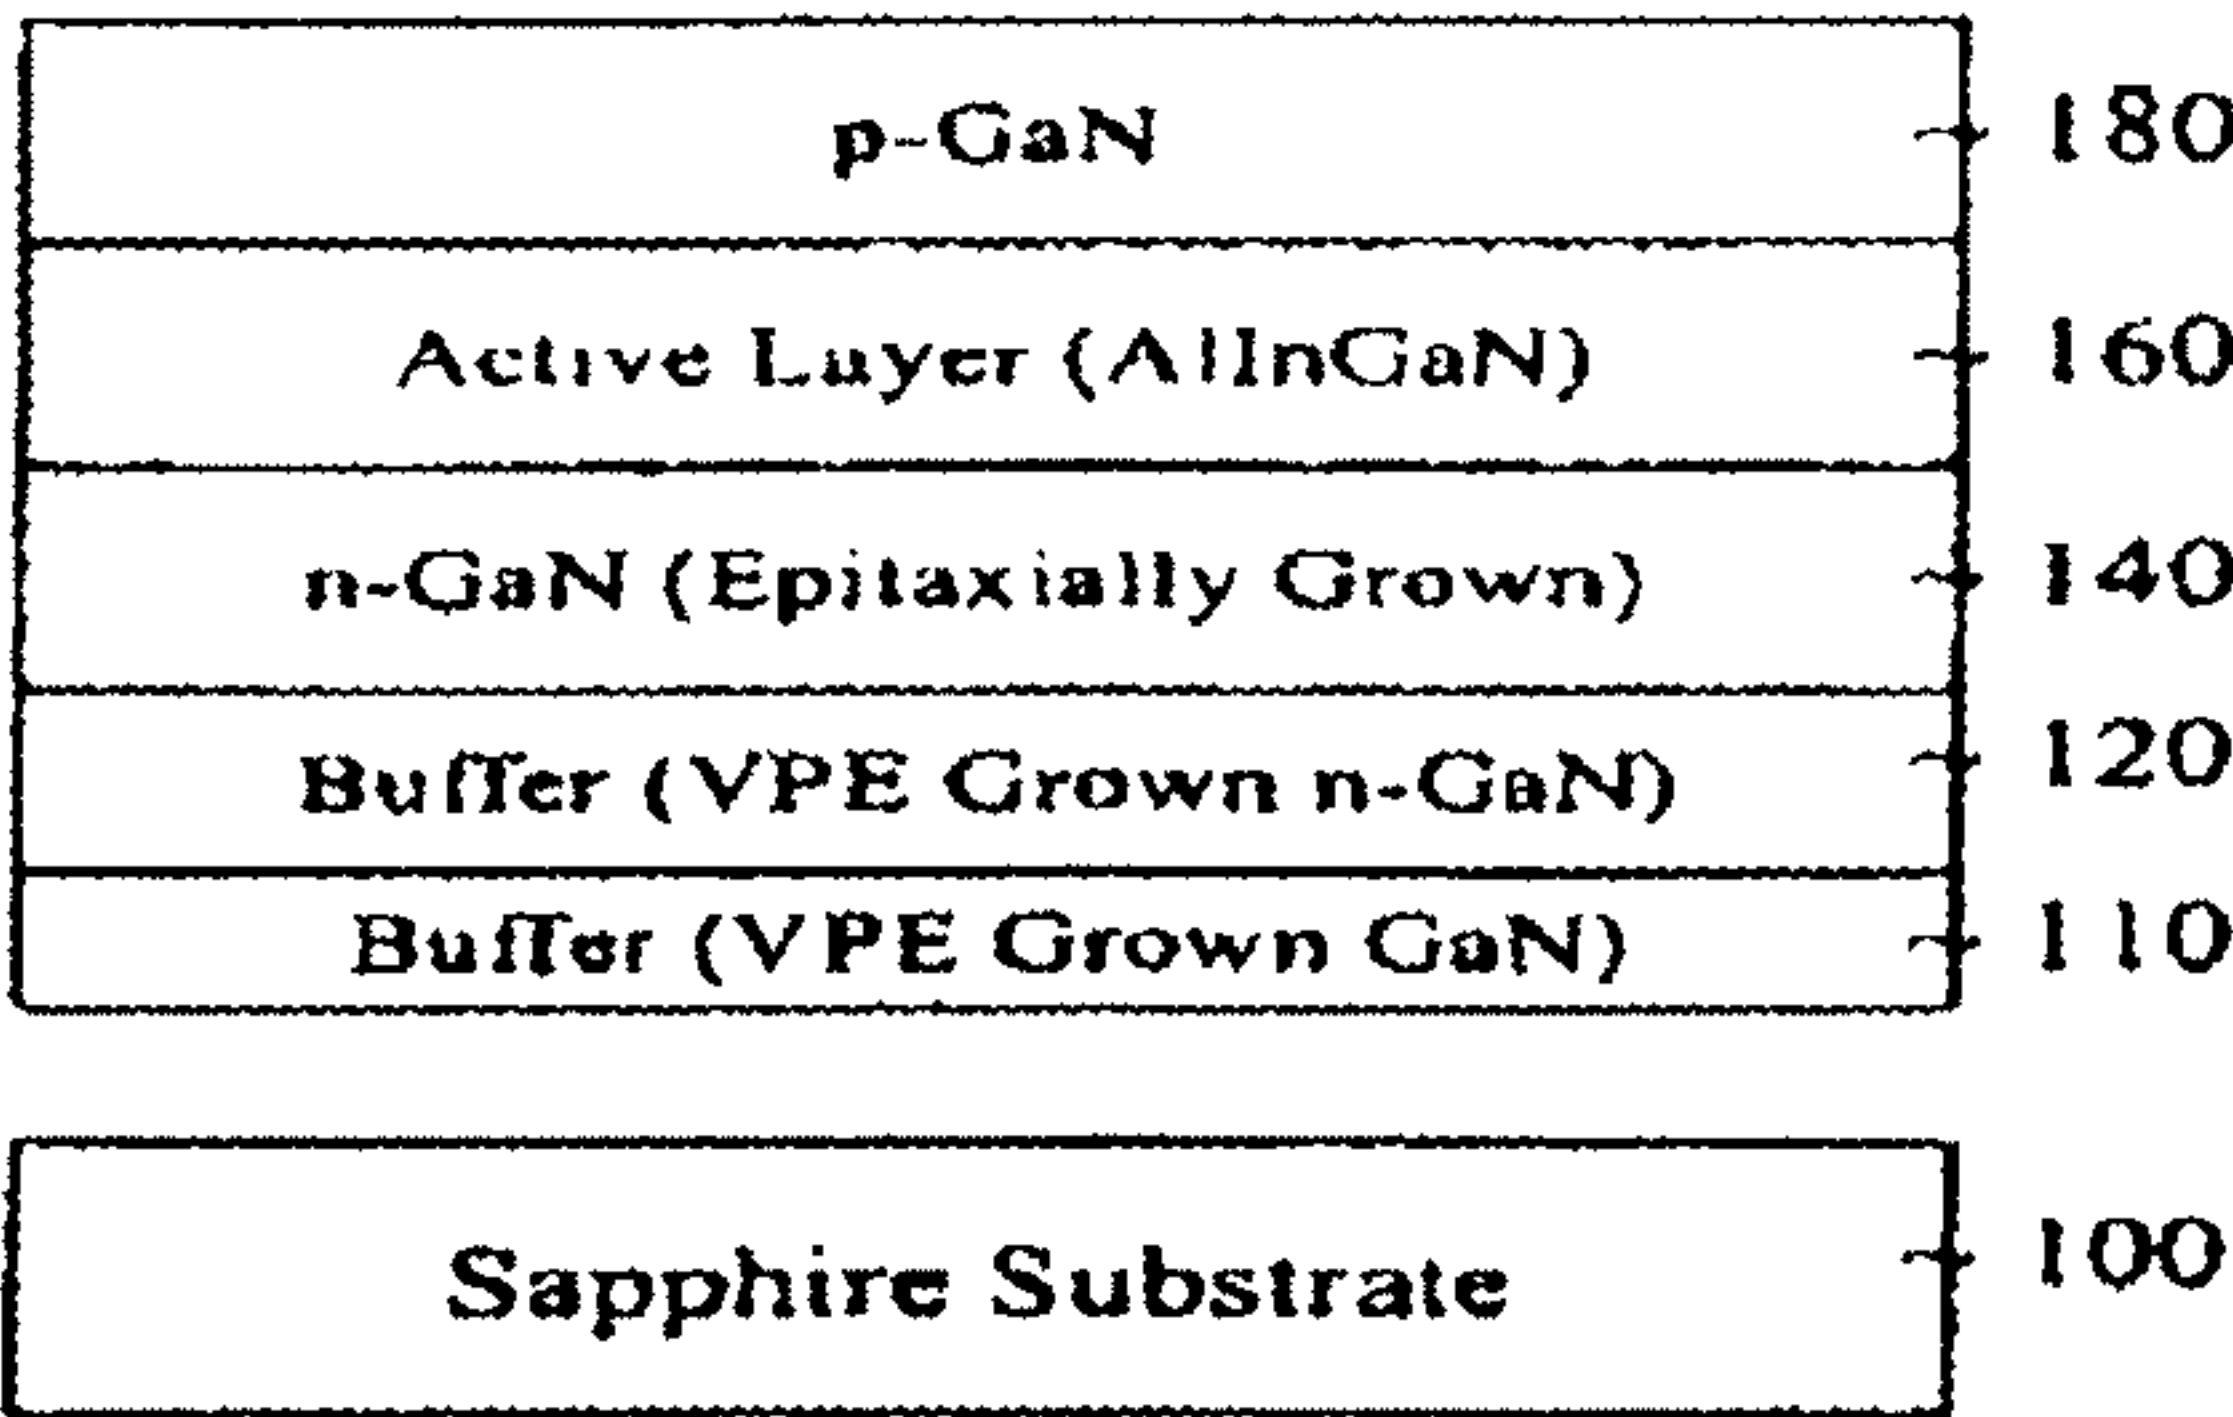 p-GaN 180
Active Layer (AlInGaN) 160
n-GaN (Epitaxially Grown) 140
Buffer (VPE Grown n-GaN) 120
Buffer (VPE Grown GaN) 110
Sapphire Substrate 100